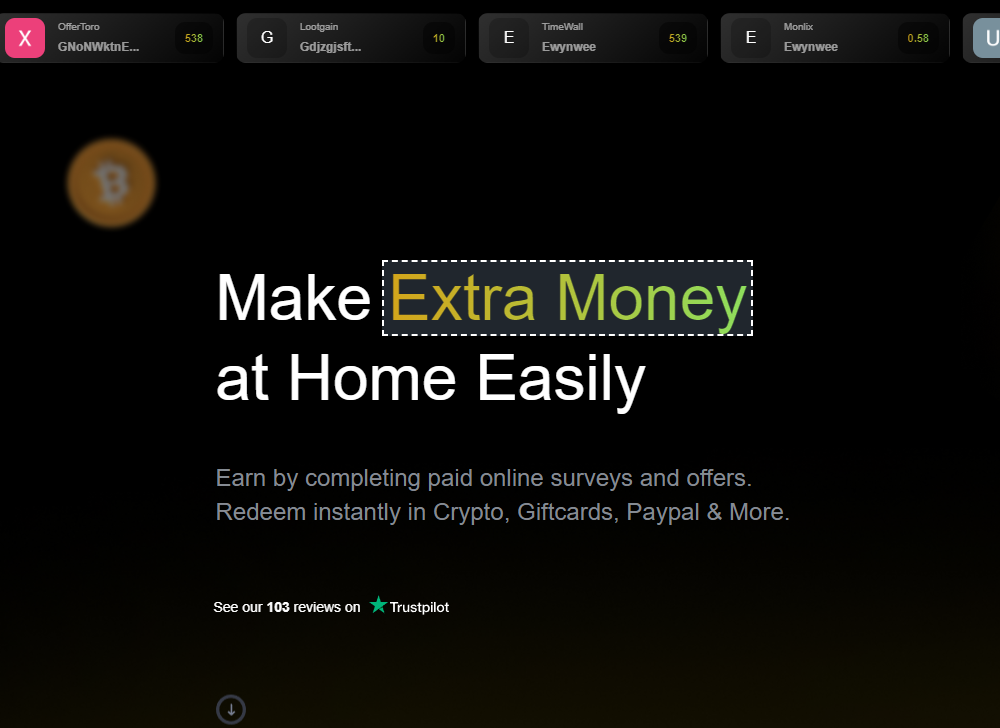 X
OfferToro
GNoNWktnE...
538
G
Lootgain
Gdjzgjsft...
10
E
TimeWall
Ewynwee
539
E
Monlix
Ewynwee
0.58
U
Make Extra Money
at Home Easily
Earn by completing paid online surveys and offers.
Redeem instantly in Crypto, Giftcards, Paypal & More.
See our 103 reviews on Trustpilot